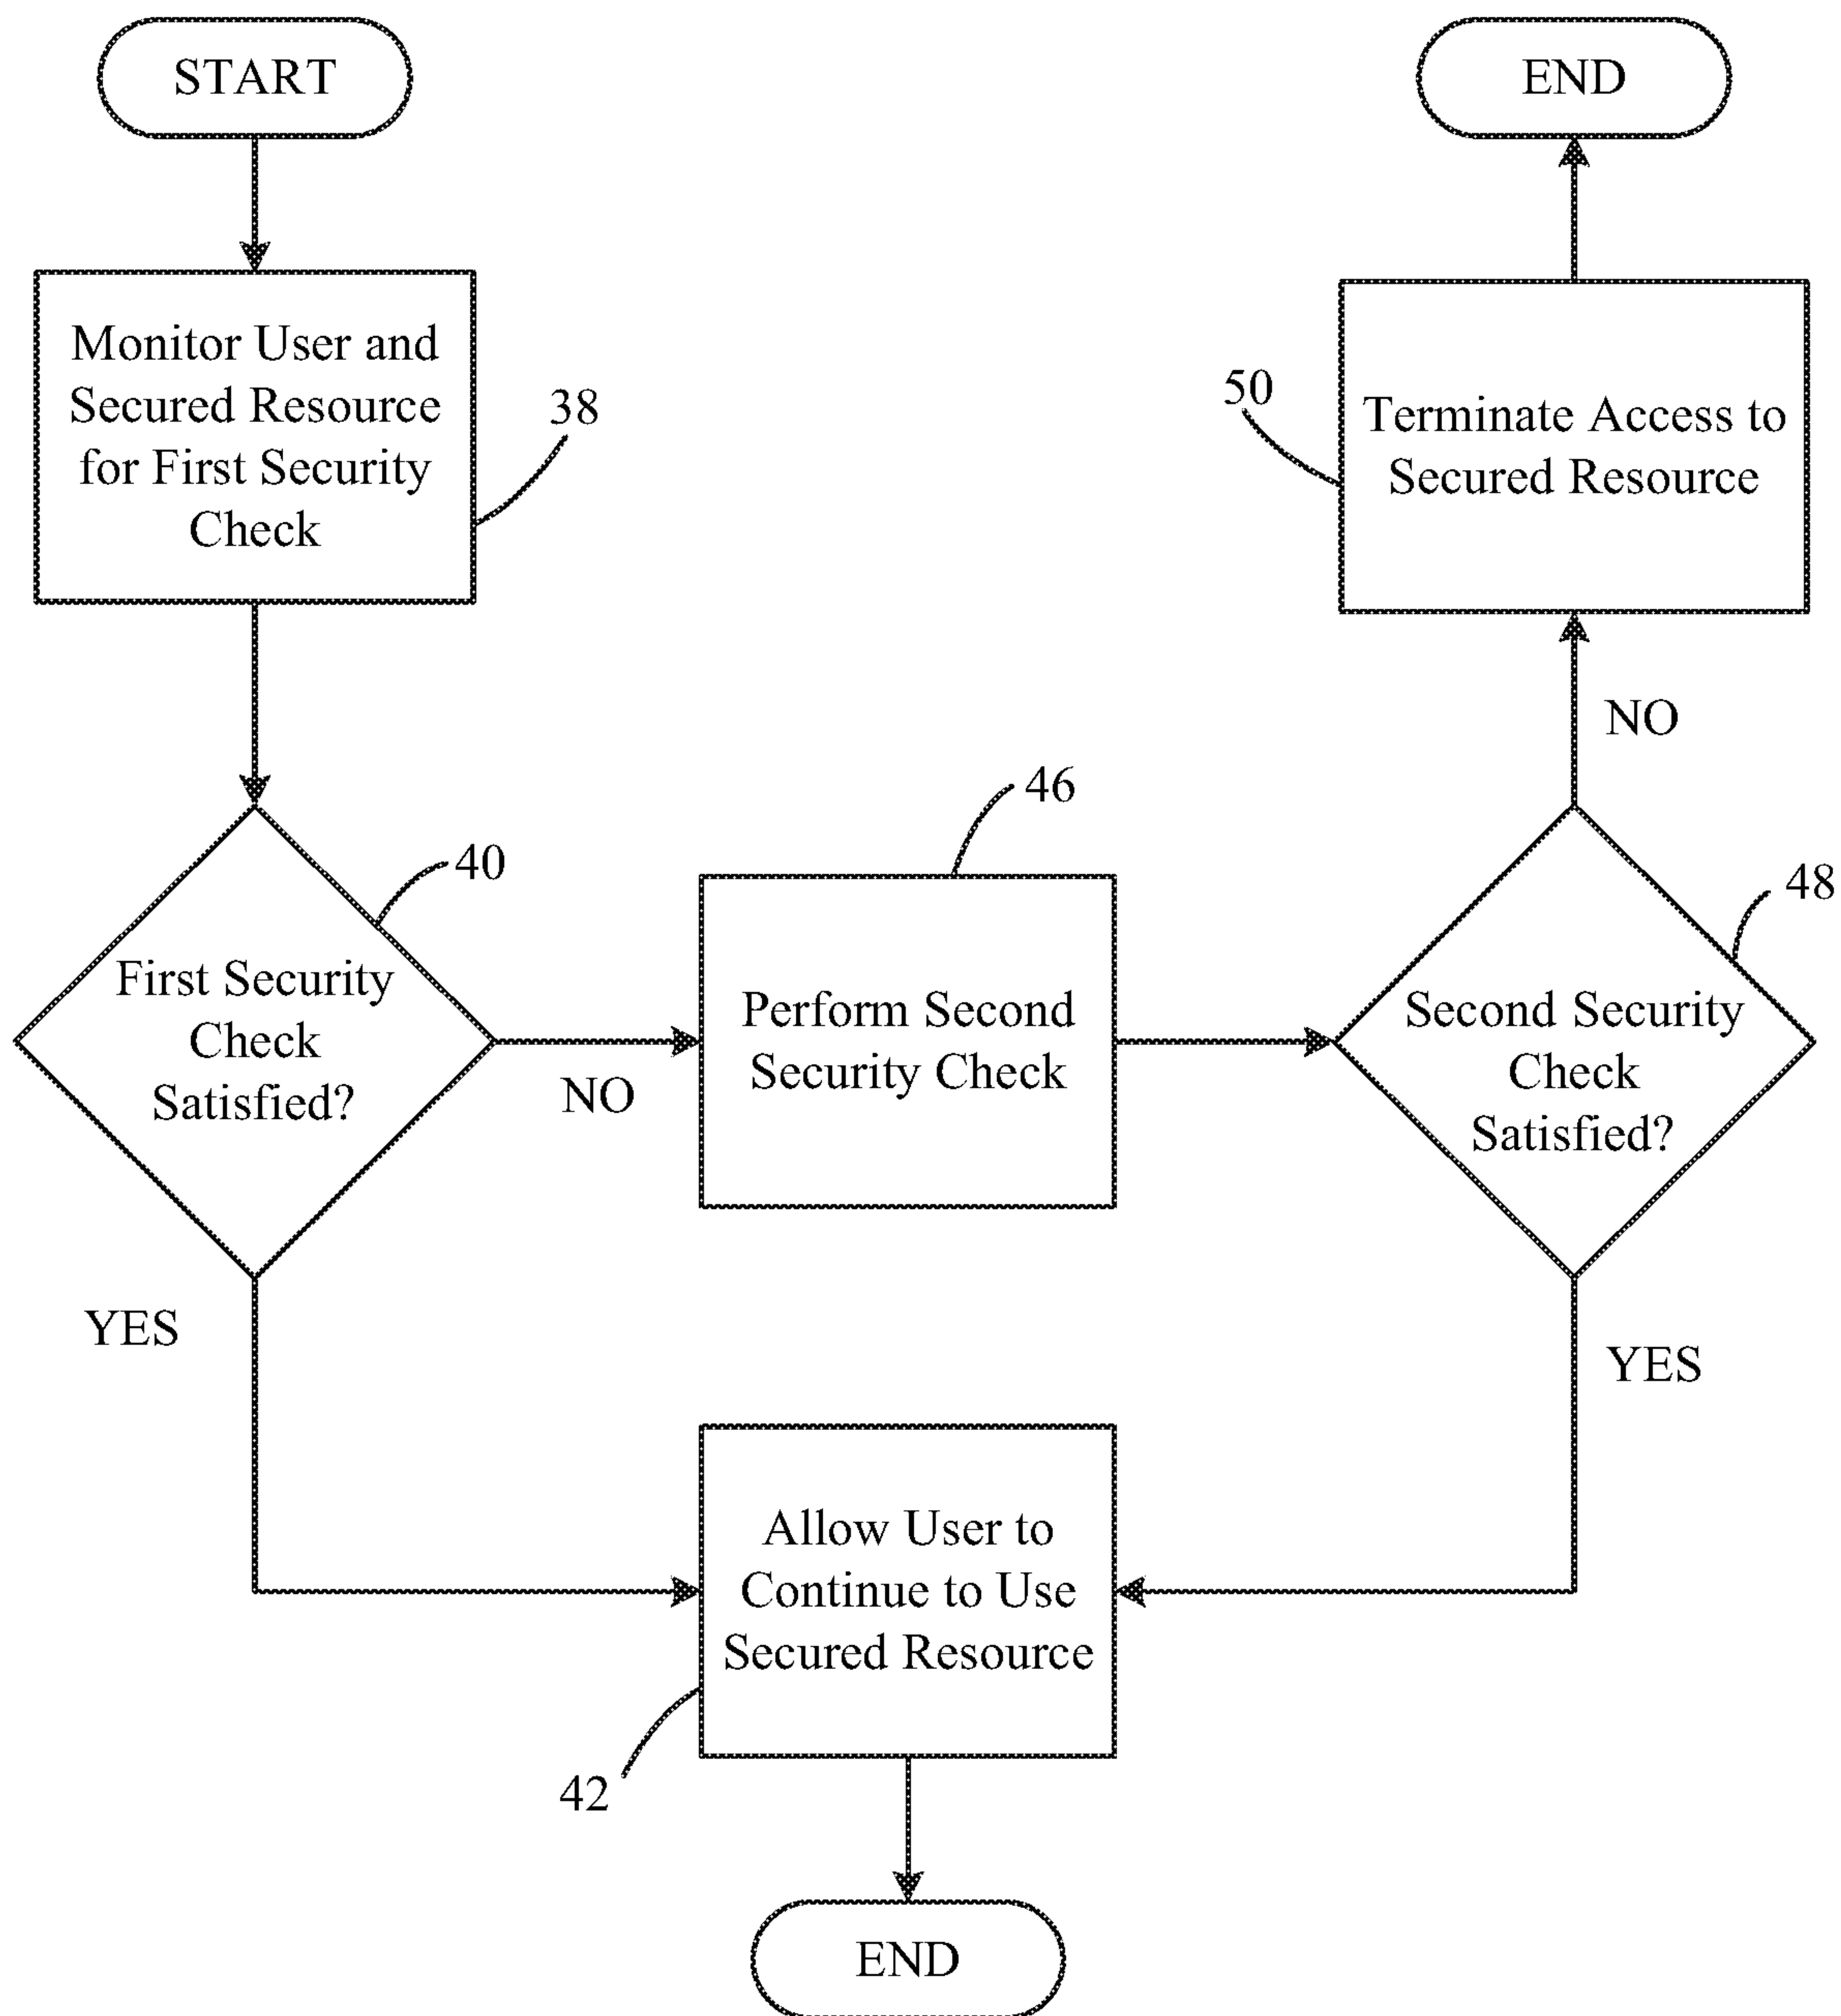 START
END
Monitor User and
Secured Resource
for First Security
Check
38
50
Terminate Access to
Secured Resource
NO
46
40
48
First Security
Check
Satisfied?
NO
Perform Second
Security Check
Second Security
Check
Satisfied?
YES
YES
Allow User to
Continue to Use
Secured Resource
42
END